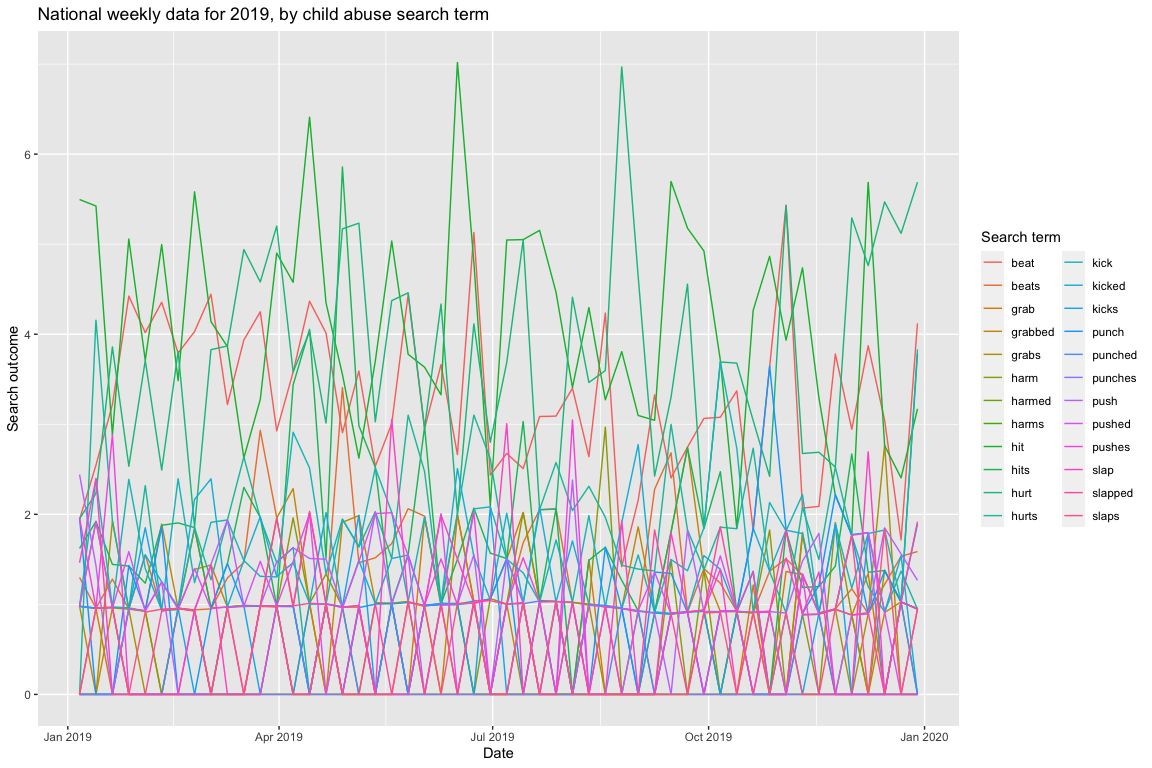 National weekly data for 2019, by child abuse search term
6
4
2
0
Search outcome
Jan 2019 Apr 2019 Jul 2019 Oct 2019 Jan 2020
Date
Search term
beat kick
beats kicked
grab kicks
grabbed punch
grabs punched
harm punches
harmed push
harms pushed
hit pushes
hits slap
hurt slapped
hurts slaps